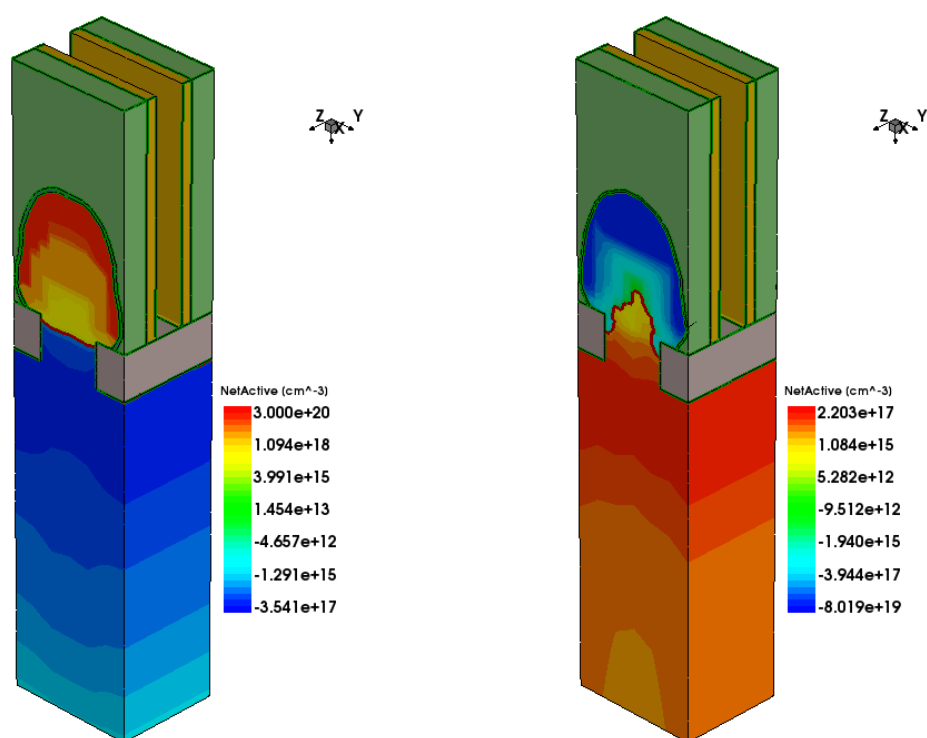 Z X Y
Z X Y
NetActive (cm^-3)
3.000e+20
1.094e+18
3.991e+15
1.454e+13
-4.657e+12
-1.291e+15
-3.541e+17
NetActive (cm^-3)
2.203e+17
1.084e+15
5.282e+12
-9.512e+12
-1.940e+15
-3.944e+17
-8.019e+19